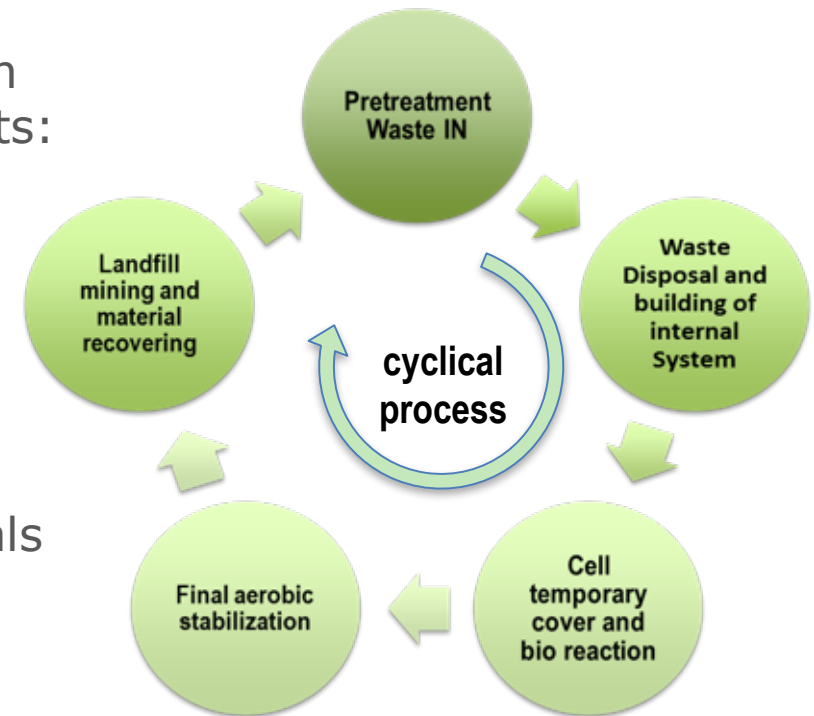 n
ts:
Pretreatment
Waste IN
Waste
Disposal and
building of
internal
System
Cell
temporary
cover and
bio reaction
Final aerobic
stabilization
Landfill
mining and
material
recovering
cyclical
process